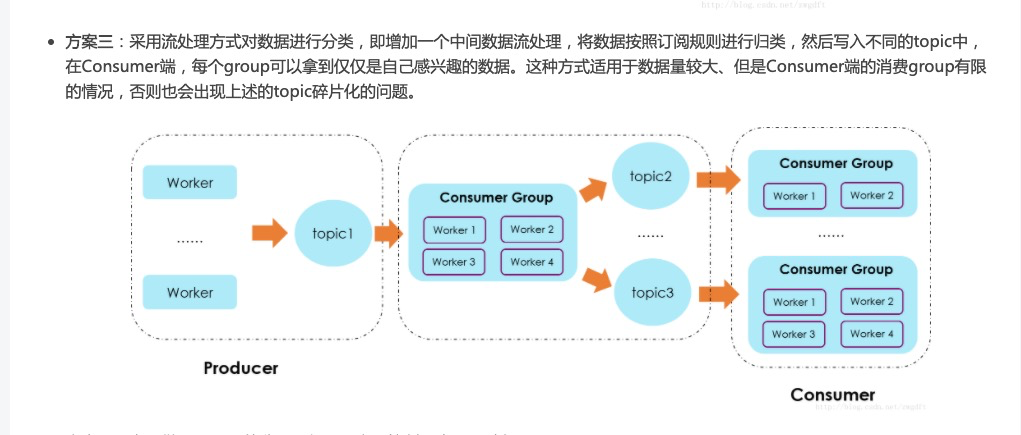 http://blog.csdn.net/zmgdlt
• 方案三：采用流处理方式对数据进行分类，即增加一个中间数据流处理，将数据按照订阅规则进行归类，然后写入不同的topic中，
在Consumer端，每个group可以拿到仅仅是自己感兴趣的数据。这种方式适用于数据量较大、但是Consumer端的消费group有限
的情况，否则也会出现上述的topic碎片化的问题。
Worker
......
Worker
topic1
Producer
Consumer Group
Worker 1 Worker 2
Worker 3 Worker 4
topic2
......
topic3
Consumer Group
Worker 1 Worker 2
......
Consumer Group
Worker 1 Worker 2
Worker 3 Worker 4
Consumer